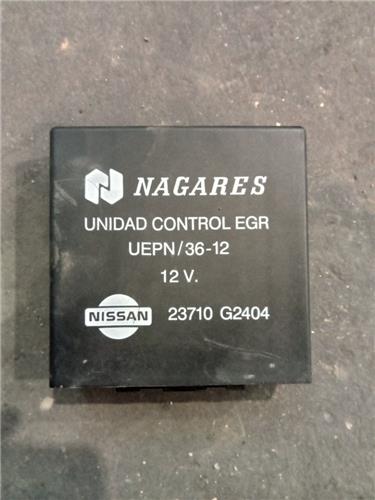 NAGARES
UNIDAD CONTROL EGR
UEPN/36-12
12 V.
NISSAN 23710 G2404